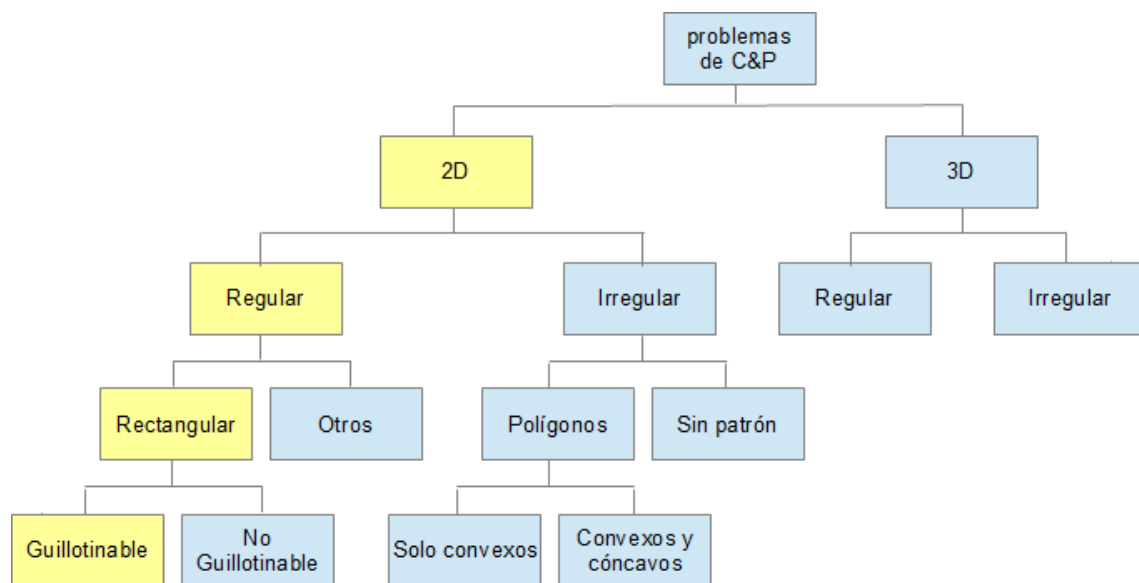 problemas
de C&P
2D
3D
Regular
Irregular
Regular
Irregular
Rectangular
Otros
Polígonos
Sin patrón
Guillotinable
No
Guillotinable
Solo convexos
Convexos y
cóncavos